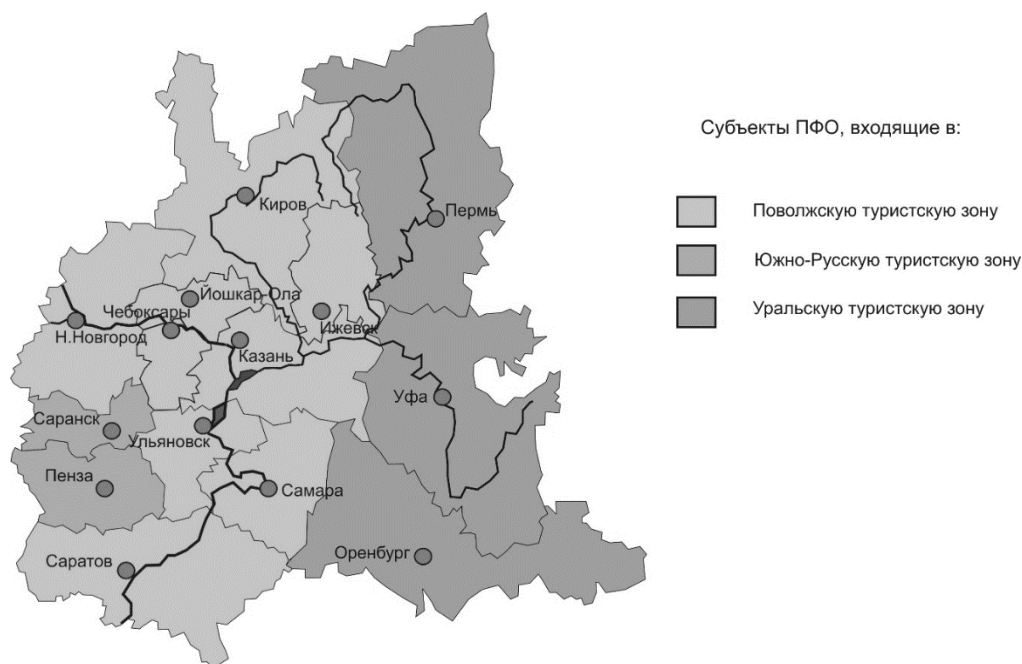 Субъекты ПФО, входящие в:
Поволжскую туристскую зону
Южно-Русскую туристскую зону
Уральскую туристскую зону
Киров
Пермь
Йошкар-Ола
Чебоксары
Ижевск
Н.Новгород
Казань
Уфа
Саранск
Ульяновск
Пенза
Самара
Оренбург
Саратов